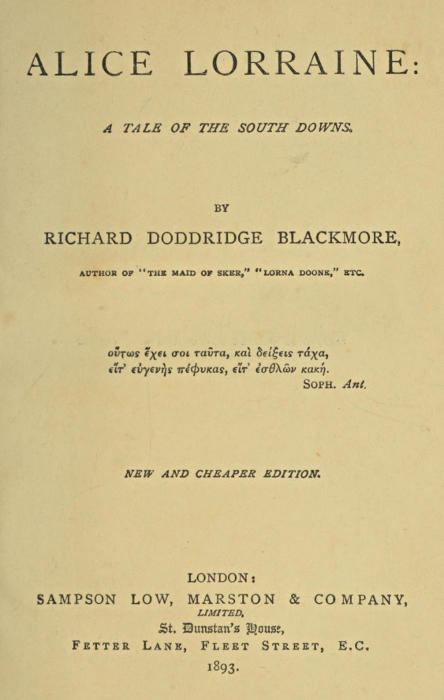 ALICE LORRAINE:
A TALE OF THE SOUTH DOWNS.
BY
RICHARD DODDRIDGE BLACKMORE,
AUTHOR OF "THE MAID OF SKER," "LORNA DOONE," ETC.
οὕτως ἔχει σοι ταῦτα, καὶ δείξεις τάχα,
εἴτ' εὐγενὴς πέφυκας, εἴτ' ἐσθλῶν κακή.
SOPH. Ant.
NEW AND CHEAPER EDITION.
LONDON:
SAMPSON LOW, MARSTON & COMPANY,
LIMITED,
St. Dunstan's House,
FETTER LANE, FLEET STREET, E.C.
1893.